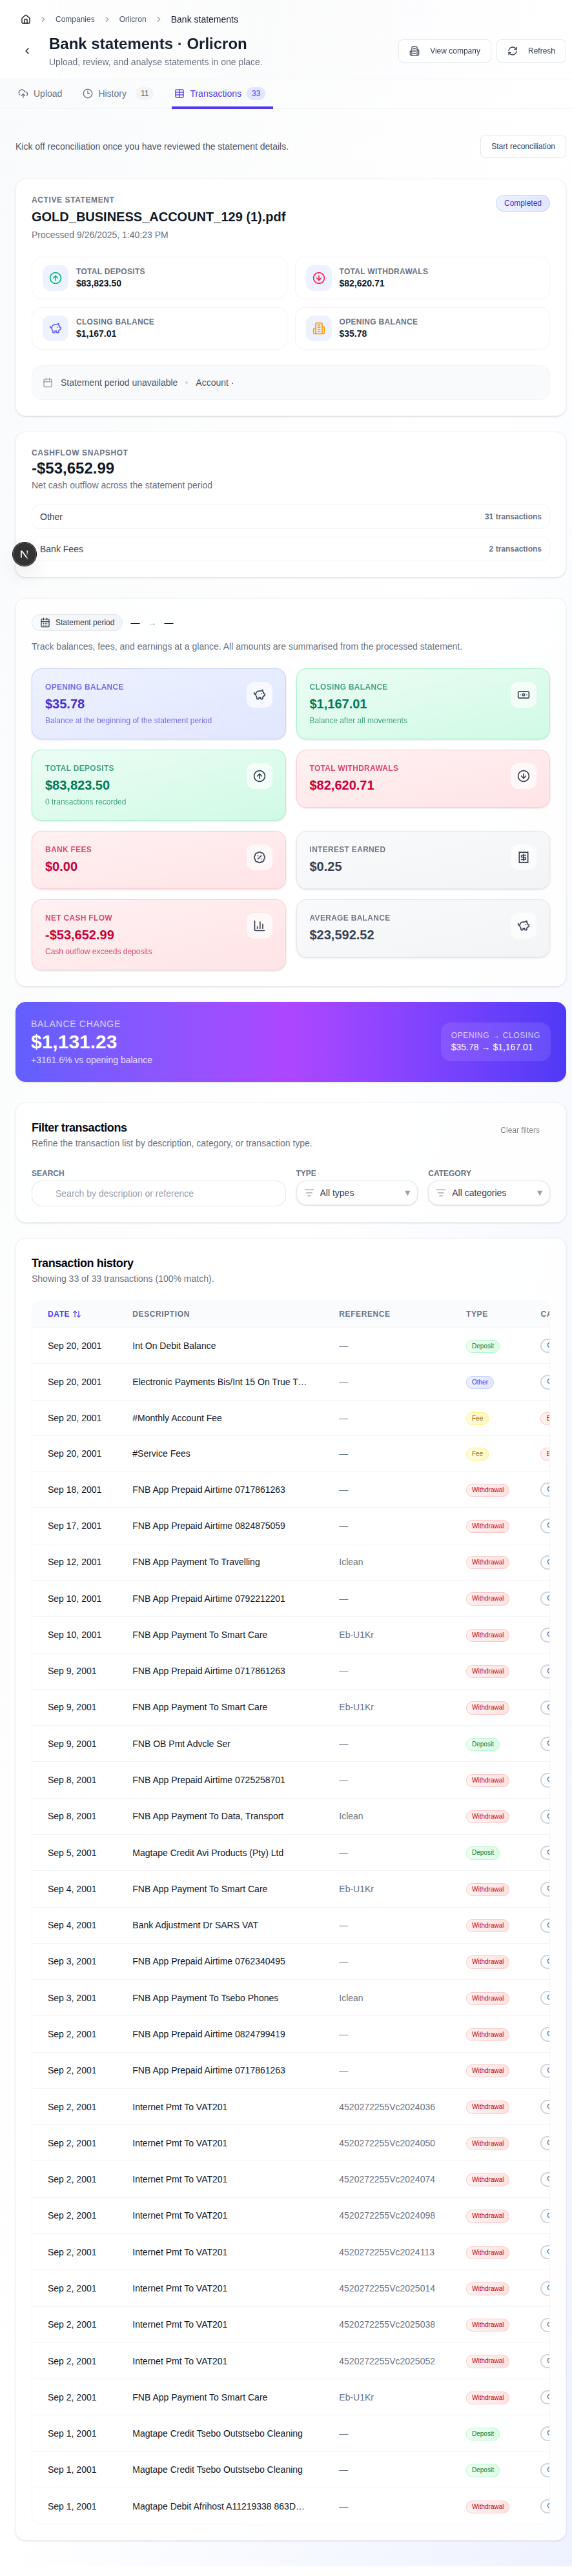 Companies > Orlicron > Bank statements
Bank statements · Orlicron
Upload, review, and analyse statements in one place.
View company
Refresh
Upload
History 11
Transactions 33
Kick off reconciliation once you have reviewed the statement details.
Start reconciliation
ACTIVE STATEMENT
GOLD_BUSINESS_ACCOUNT_129 (1).pdf
Processed 9/26/2025, 1:40:23 PM
Completed
TOTAL DEPOSITS
$83,823.50
TOTAL WITHDRAWALS
$82,620.71
CLOSING BALANCE
$1,167.01
OPENING BALANCE
$35.78
Statement period unavailable • Account ·
CASHFLOW SNAPSHOT
-$53,652.99
Net cash outflow across the statement period
Other 31 transactions
N
Bank Fees 2 transactions
Statement period — → —
Track balances, fees, and earnings at a glance. All amounts are summarised from the processed statement.
OPENING BALANCE
$35.78
Balance at the beginning of the statement period
CLOSING BALANCE
$1,167.01
Balance after all movements
TOTAL DEPOSITS
$83,823.50
0 transactions recorded
TOTAL WITHDRAWALS
$82,620.71
BANK FEES
$0.00
INTEREST EARNED
$0.25
NET CASH FLOW
-$53,652.99
Cash outflow exceeds deposits
AVERAGE BALANCE
$23,592.52
BALANCE CHANGE
$1,131.23
+3161.6% vs opening balance
OPENING → CLOSING
$35.78 → $1,167.01
Filter transactions
Refine the transaction list by description, category, or transaction type.
Clear filters
SEARCH
Search by description or reference
TYPE
All types
CATEGORY
All categories
Transaction history
Showing 33 of 33 transactions (100% match).
DATE DESCRIPTION REFERENCE TYPE CA
Sep 20, 2001 Int On Debit Balance — Deposit
Sep 20, 2001 Electronic Payments Bis/Int 15 On True T… — Other
Sep 20, 2001 #Monthly Account Fee — Fee
Sep 20, 2001 #Service Fees — Fee
Sep 18, 2001 FNB App Prepaid Airtime 0717861263 — Withdrawal
Sep 17, 2001 FNB App Prepaid Airtime 0824875059 — Withdrawal
Sep 12, 2001 FNB App Payment To Travelling Iclean Withdrawal
Sep 10, 2001 FNB App Prepaid Airtime 0792212201 — Withdrawal
Sep 10, 2001 FNB App Payment To Smart Care Eb-U1Kr Withdrawal
Sep 9, 2001 FNB App Prepaid Airtime 0717861263 — Withdrawal
Sep 9, 2001 FNB App Payment To Smart Care Eb-U1Kr Withdrawal
Sep 9, 2001 FNB OB Pmt Advcle Ser — Deposit
Sep 8, 2001 FNB App Prepaid Airtime 0725258701 — Withdrawal
Sep 8, 2001 FNB App Payment To Data, Transport Iclean Withdrawal
Sep 5, 2001 Magtape Credit Avi Products (Pty) Ltd — Deposit
Sep 4, 2001 FNB App Payment To Smart Care Eb-U1Kr Withdrawal
Sep 4, 2001 Bank Adjustment Dr SARS VAT — Withdrawal
Sep 3, 2001 FNB App Prepaid Airtime 0762340495 — Withdrawal
Sep 3, 2001 FNB App Payment To Tsebo Phones Iclean Withdrawal
Sep 2, 2001 FNB App Prepaid Airtime 0824799419 — Withdrawal
Sep 2, 2001 FNB App Prepaid Airtime 0717861263 — Withdrawal
Sep 2, 2001 Internet Pmt To VAT201 4520272255Vc2024036 Withdrawal
Sep 2, 2001 Internet Pmt To VAT201 4520272255Vc2024050 Withdrawal
Sep 2, 2001 Internet Pmt To VAT201 4520272255Vc2024074 Withdrawal
Sep 2, 2001 Internet Pmt To VAT201 4520272255Vc2024098 Withdrawal
Sep 2, 2001 Internet Pmt To VAT201 4520272255Vc2024113 Withdrawal
Sep 2, 2001 Internet Pmt To VAT201 4520272255Vc2025014 Withdrawal
Sep 2, 2001 Internet Pmt To VAT201 4520272255Vc2025038 Withdrawal
Sep 2, 2001 Internet Pmt To VAT201 4520272255Vc2025052 Withdrawal
Sep 2, 2001 FNB App Payment To Smart Care Eb-U1Kr Withdrawal
Sep 1, 2001 Magtape Credit Tsebo Outstsebo Cleaning — Deposit
Sep 1, 2001 Magtape Credit Tsebo Outstsebo Cleaning — Deposit
Sep 1, 2001 Magtape Debit Afrihost A11219338 863D… — Withdrawal